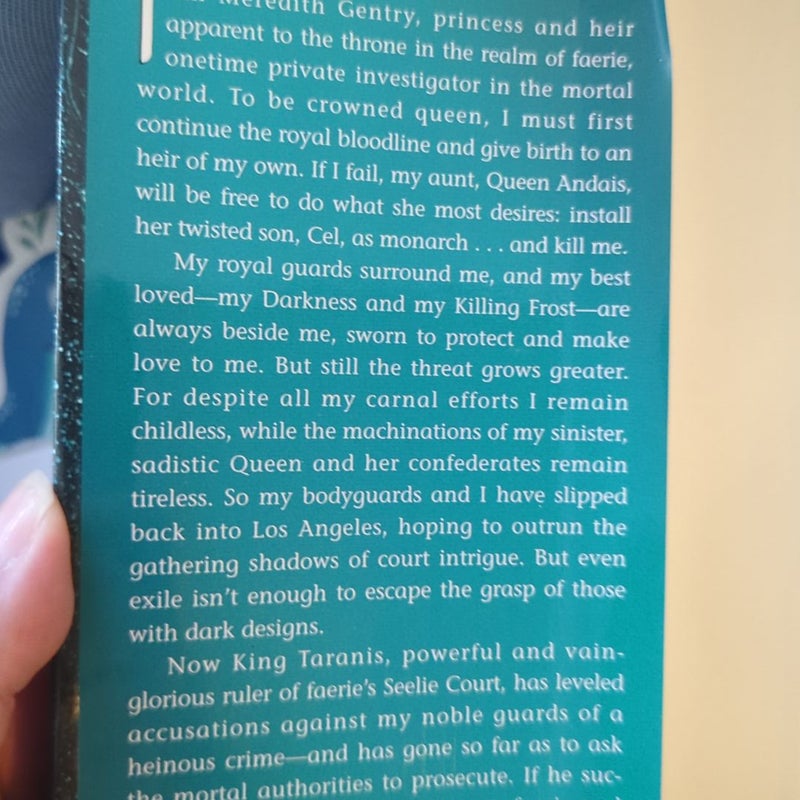 I Meredith Gentry, princess and heir
apparent to the throne in the realm of faerie,
onetime private investigator in the mortal
world. To be crowned queen, I must first
continue the royal bloodline and give birth to an
heir of my own. If I fail, my aunt, Queen Andais,
will be free to do what she most desires: install
her twisted son, Cel, as monarch . . . and kill me.
My royal guards surround me, and my best
loved—my Darkness and my Killing Frost—are
always beside me, sworn to protect and make
love to me. But still the threat grows greater.
For despite all my carnal efforts I remain
childless, while the machinations of my sinister,
sadistic Queen and her confederates remain
tireless. So my bodyguards and I have slipped
back into Los Angeles, hoping to outrun the
gathering shadows of court intrigue. But even
exile isn't enough to escape the grasp of those
with dark designs.
Now King Taranis, powerful and vain-
glorious ruler of faerie's Seelie Court, has leveled
accusations against my noble guards of a
heinous crime—and has gone so far as to ask
the mortal authorities to prosecute. If he suc-